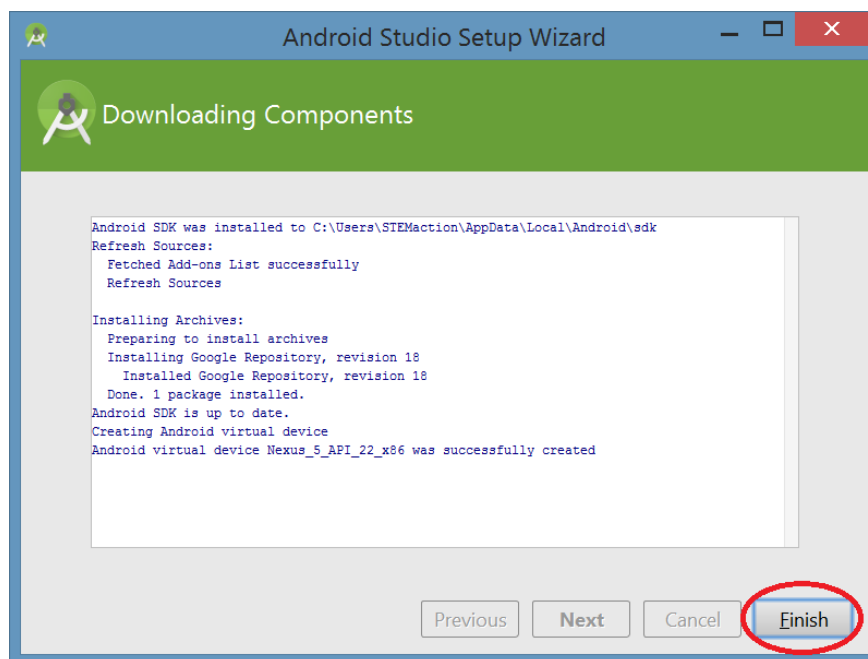 Android Studio Setup Wizard
Downloading Components
Android SDK was installed to C:\Users\STEMaction\AppData\Local\Android\sdk
Refresh Sources:
Fetched Add-ons List successfully
Refresh Sources
Installing Archives:
Preparing to install archives
Installing Google Repository, revision 18
Installed Google Repository, revision 18
Done. 1 package installed.
Android SDK is up to date.
Creating Android virtual device
Android virtual device Nexus_5_API_22_x86 was successfully created
Previous Next Cancel Finish